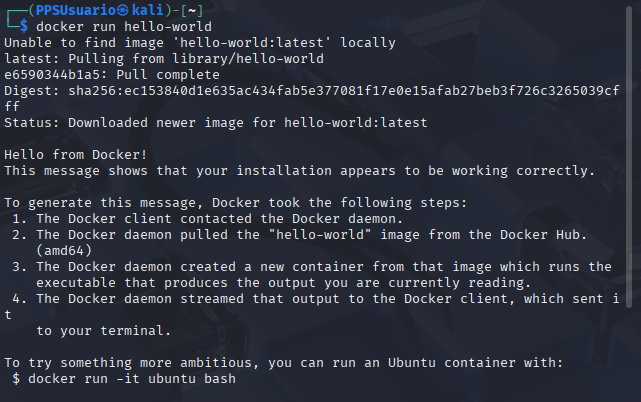 ┌──(PPSUsuario㉿kali)-[~]
└─$ docker run hello-world
Unable to find image 'hello-world:latest' locally
latest: Pulling from library/hello-world
e6590344b1a5: Pull complete
Digest: sha256:ec153840d1e635ac434fab5e377081f17e0e15afab27beb3f726c3265039cf
ff
Status: Downloaded newer image for hello-world:latest

Hello from Docker!
This message shows that your installation appears to be working correctly.

To generate this message, Docker took the following steps:
 1. The Docker client contacted the Docker daemon.
 2. The Docker daemon pulled the "hello-world" image from the Docker Hub.
    (amd64)
 3. The Docker daemon created a new container from that image which runs the
    executable that produces the output you are currently reading.
 4. The Docker daemon streamed that output to the Docker client, which sent i
t
    to your terminal.

To try something more ambitious, you can run an Ubuntu container with:
 $ docker run -it ubuntu bash